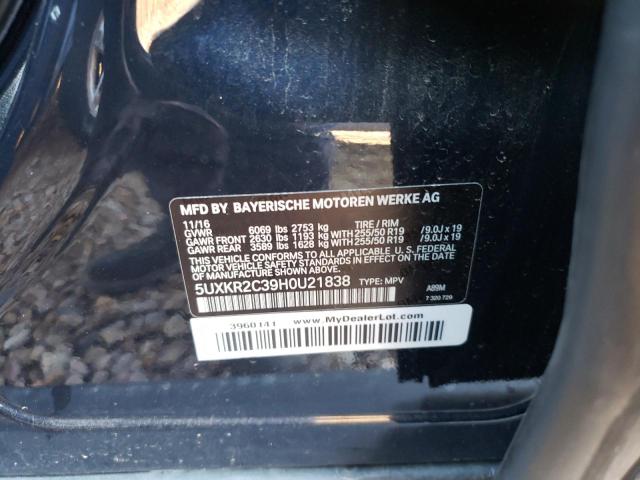 MFD BY BAYERISCHE MOTOREN WERKE AG
11/16
GVWR 6069 lbs 2753 kg TIRE / RIM
GAWR FRONT 2630 lbs 1193 kg WITH 255/50 R19 /9.0J x 19
GAWR REAR 3589 lbs 1628 kg WITH 255/50 R19 /9.0J x 19
THIS VEHICLE CONFORMS TO ALL APPLICABLE U.S. FEDERAL
MOTOR VEHICLE SAFETY STANDARDS IN EFFECT
ON THE DATE OF MANUFACTURE SHOWN ABOVE.
5UXKR2C39H0U21838 TYPE: MPV A89M
7 320 729
3960141 www.MyDealerLot.com